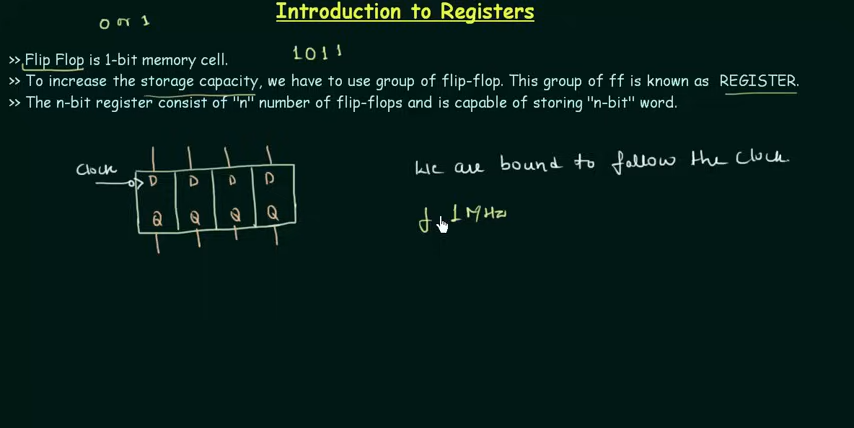 Introduction to Registers
0 or 1
>> Flip Flop is 1-bit memory cell.
1011
>> To increase the storage capacity, we have to use group of flip-flop. This group of ff is known as REGISTER.
>> The n-bit register consist of "n" number of flip-flops and is capable of storing "n-bit" word.
Clock
D D D D
Q Q Q Q
We are bound to follow the clock
f 1 MHz